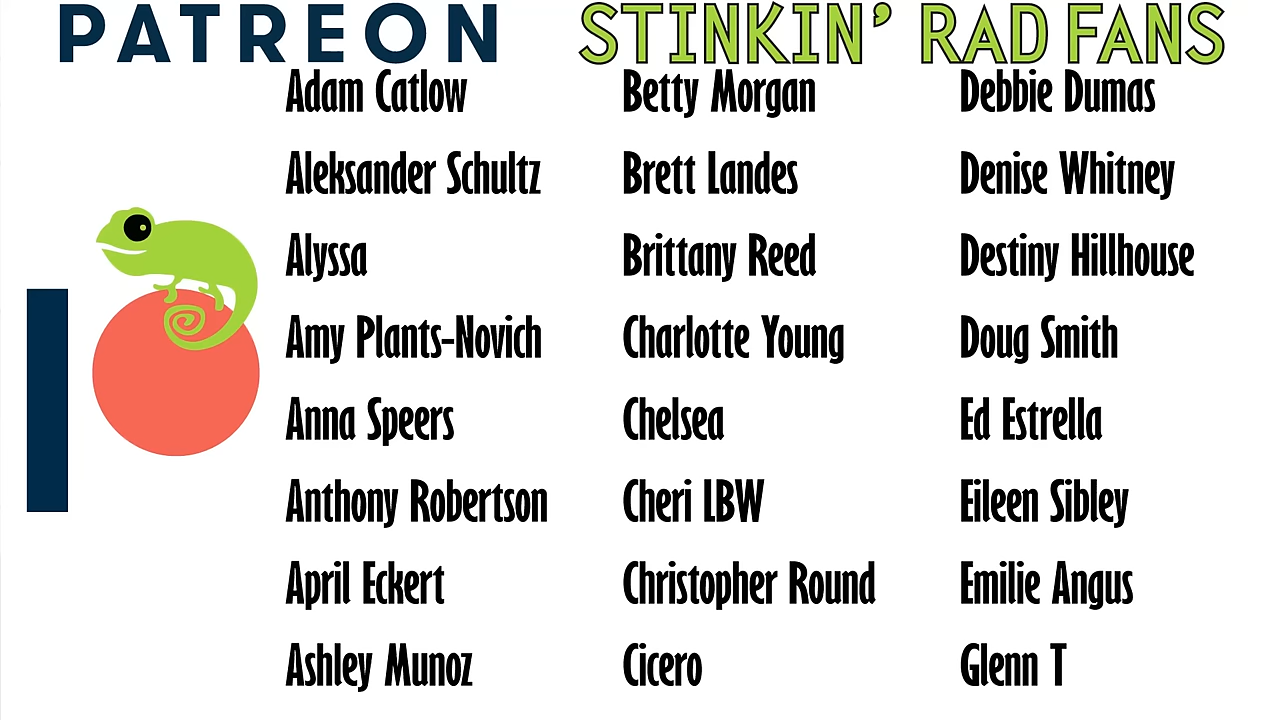 PATREON STINKIN' RAD FANS
Adam Catlow
Aleksander Schultz
Alyssa
Amy Plants-Novich
Anna Speers
Anthony Robertson
April Eckert
Ashley Munoz
Betty Morgan
Brett Landes
Brittany Reed
Charlotte Young
Chelsea
Cheri LBW
Christopher Round
Cicero
Debbie Dumas
Denise Whitney
Destiny Hillhouse
Doug Smith
Ed Estrella
Eileen Sibley
Emilie Angus
Glenn T